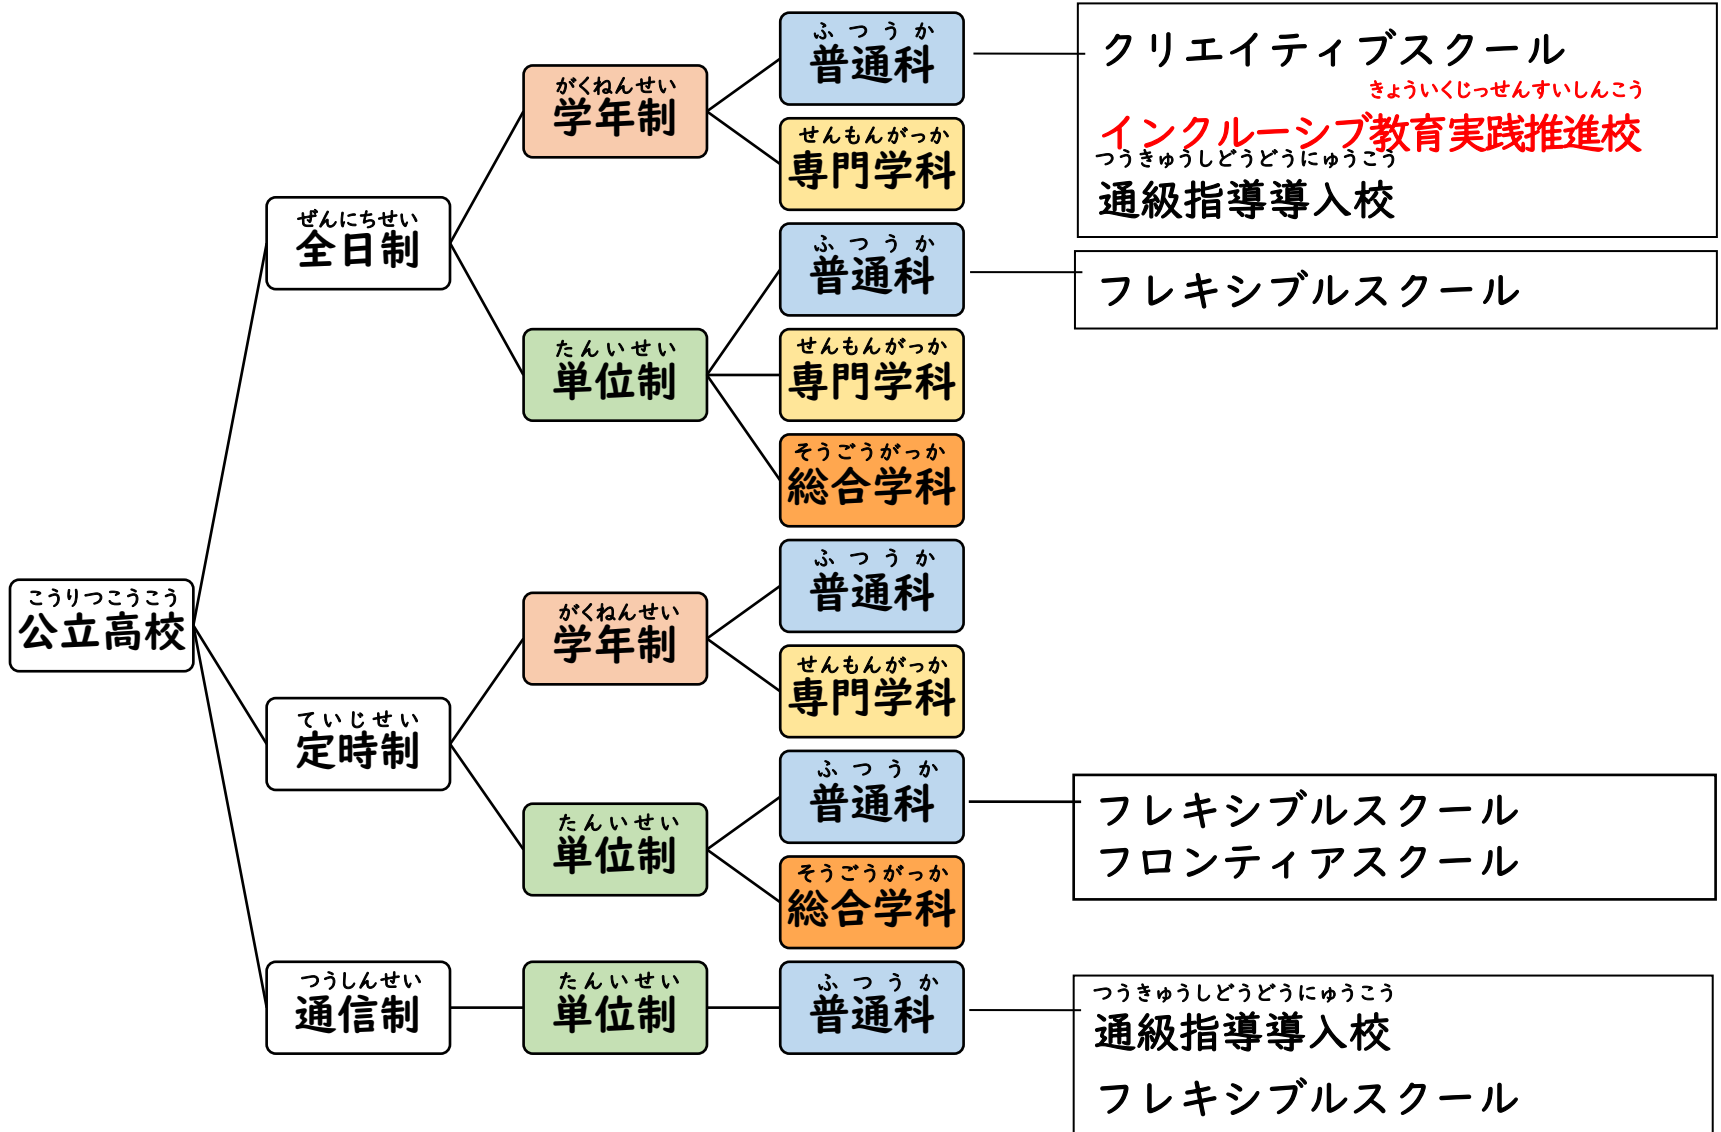 こうりつこうこう
公立高校
ぜんにちせい
全日制
がくねんせい
学年制
ふつうか
普通科
クリエイティブスクール
きょういくじっせんすいしんこう
インクルーシブ教育実践推進校
つうきゅうしどうどうにゅうこう
通級指導導入校
せんもんがっか
専門学科
たんいせい
単位制
ふつうか
普通科
フレキシブルスクール
せんもんがっか
専門学科
そうごうがっか
総合学科
ていじせい
定時制
がくねんせい
学年制
ふつうか
普通科
せんもんがっか
専門学科
たんいせい
単位制
ふつうか
普通科
フレキシブルスクール
フロンティアスクール
そうごうがっか
総合学科
つうしんせい
通信制
たんいせい
単位制
ふつうか
普通科
つうきゅうしどうどうにゅうこう
通級指導導入校
フレキシブルスクール